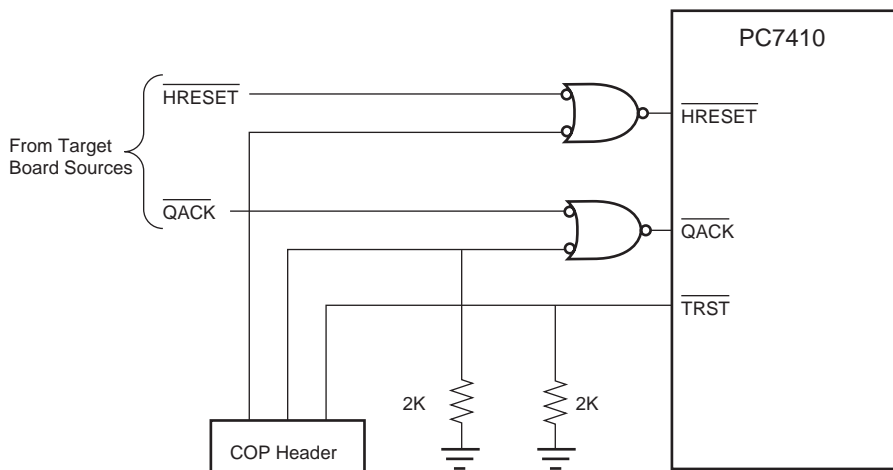 PC7410
HRESET
HRESET
From Target
Board Sources
QACK
QACK
TRST
2K
2K
COP Header